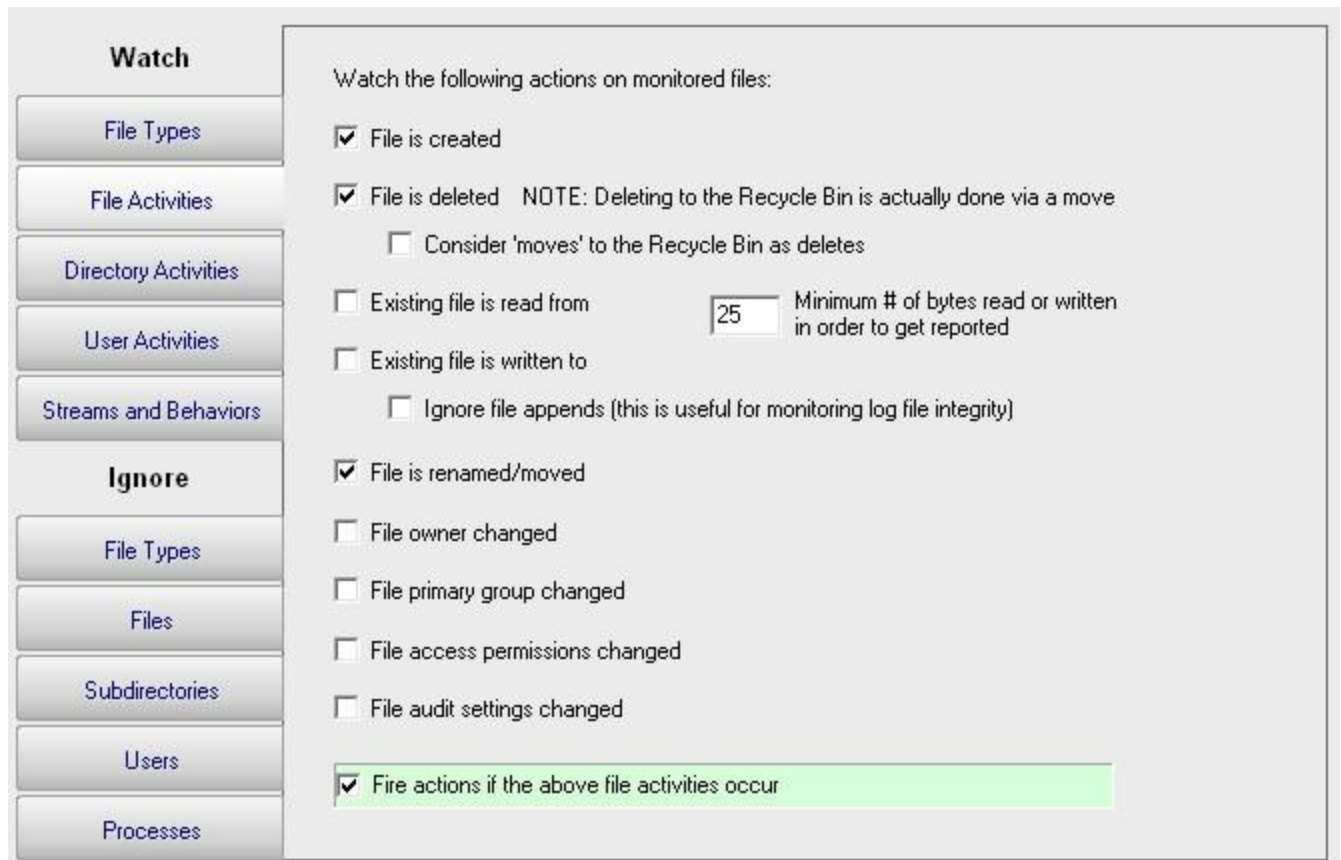 Watch
File Types
File Activities
Directory Activities
User Activities
Streams and Behaviors
Ignore
File Types
Files
Subdirectories
Users
Processes
Watch the following actions on monitored files:
File is created
File is deleted NOTE: Deleting to the Recycle Bin is actually done via a move
Consider 'moves' to the Recycle Bin as deletes
Existing file is read from
25
Minimum # of bytes read or written
in order to get reported
Existing file is written to
Ignore file appends (this is useful for monitoring log file integrity)
File is renamed/moved
File owner changed
File primary group changed
File access permissions changed
File audit settings changed
Fire actions if the above file activities occur